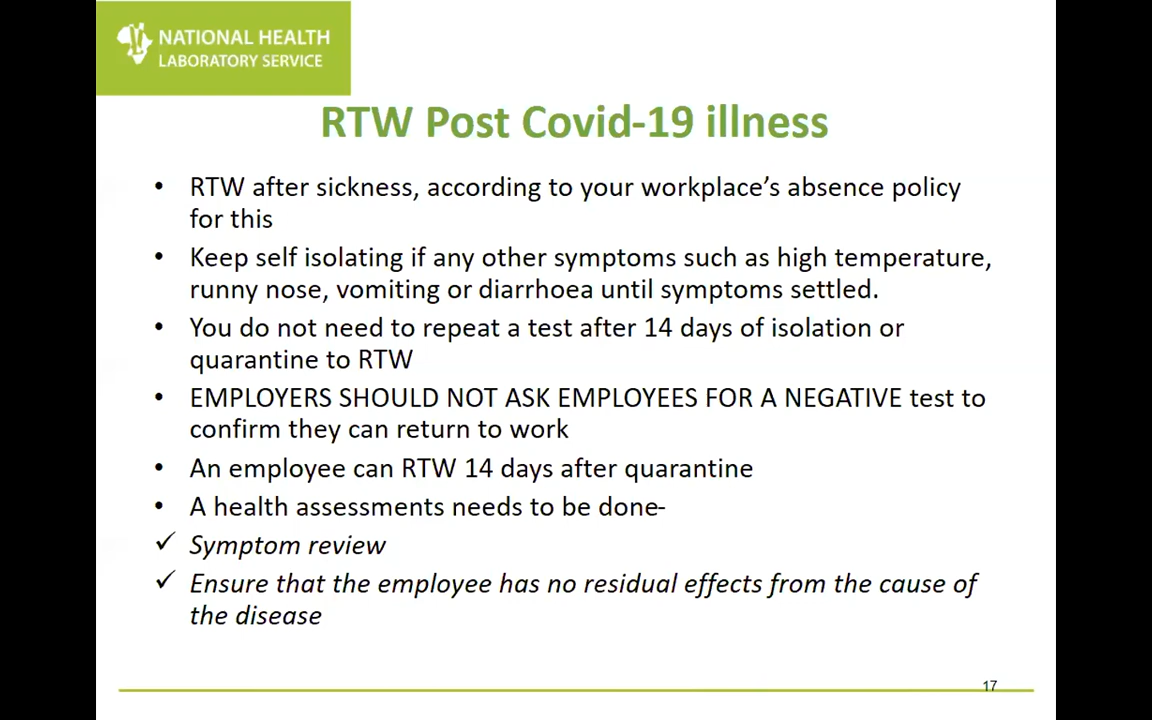 NATIONAL HEALTH
LABORATORY SERVICE
RTW Post Covid-19 illness
• RTW after sickness, according to your workplace’s absence policy
for this
• Keep self isolating if any other symptoms such as high temperature,
runny nose, vomiting or diarrhoea until symptoms settled.
• You do not need to repeat a test after 14 days of isolation or
quarantine to RTW
• EMPLOYERS SHOULD NOT ASK EMPLOYEES FOR A NEGATIVE test to
confirm they can return to work
• An employee can RTW 14 days after quarantine
• A health assessments needs to be done-
✓ Symptom review
✓ Ensure that the employee has no residual effects from the cause of
the disease
17